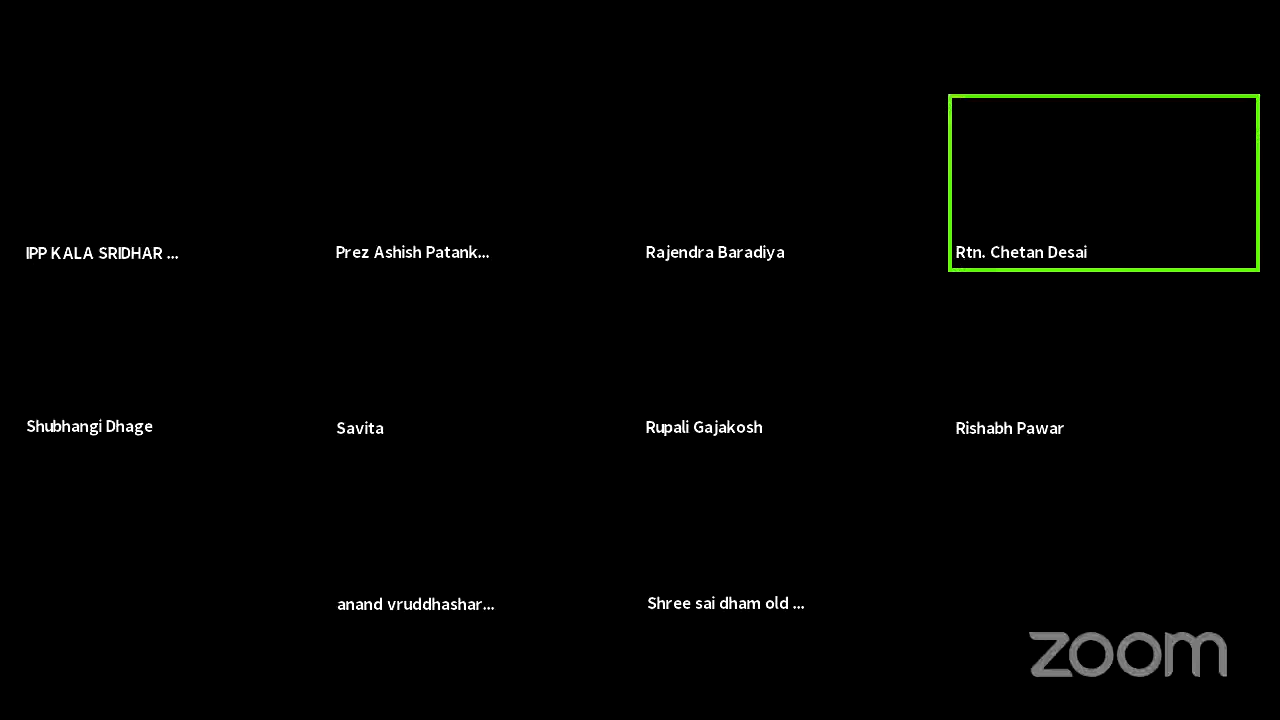 IPP KALA SRIDHAR ...
Prez Ashish Patank...
Rajendra Baradiya
Rtn. Chetan Desai
Shubhangi Dhage
Savita
Rupali Gajakosh
Rishabh Pawar
anand vruddhashar...
Shree sai dham old ...
zoom